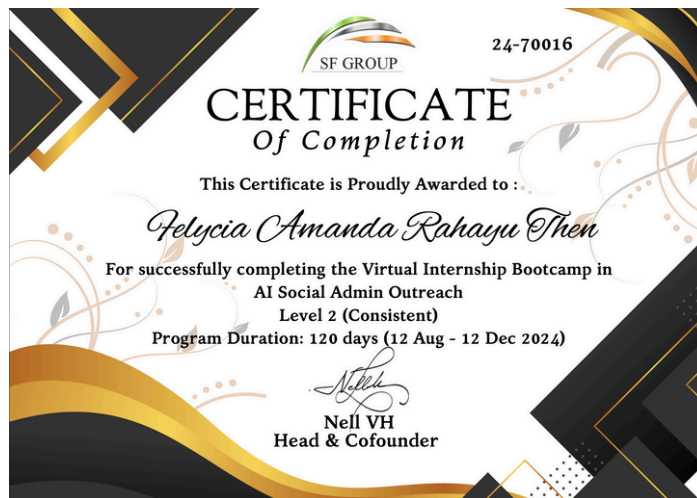 SF GROUP
24-70016
CERTIFICATE
Of Completion
This Certificate is Proudly Awarded to :
Felycia Amanda Rahayu Then
For successfully completing the Virtual Internship Bootcamp in
AI Social Admin Outreach
Level 2 (Consistent)
Program Duration: 120 days (12 Aug - 12 Dec 2024)
Nell VH
Head & Cofounder